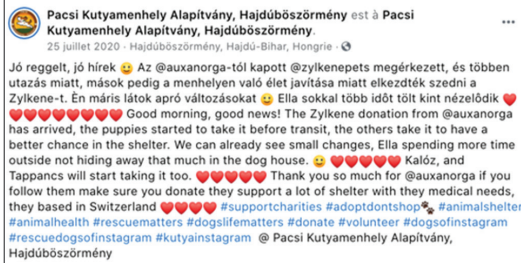 Pacsi Kutyamenhely Alapítvány, Hajdúböszörmény est à Pacsi
Kutyamenhely Alapítvány, Hajdúböszörmény.
25 juillet 2020 · Hajdúböszörmény, Hajdú-Bihar, Hongrie ·
Jó reggelt, jó hírek 😉 Az @auxanorga-tól kapott @zylkenepets megérkezett, és többen
utazás miatt, mások pedig a menhelyen való élet javítása miatt elkezdték szedni a
Zylkene-t. Èn máris látok apró változásokat 😉 Ella sokkal több időt tölt kint nézelődik ❤
❤❤❤❤❤❤❤❤ Good morning, good news! The Zylkene donation from @auxanorga
has arrived, the puppies started to take it before transit, the others take it to have a
better chance in the shelter. We can already see small changes, Ella spending more time
outside not hiding away that much in the dog house. 😉 ❤❤❤❤❤ Kalóz, and
Tappancs will start taking it too. ❤❤❤❤❤ Thank you so much for @auxanorga if you
follow them make sure you donate they support a lot of shelter with they medical needs,
they based in Switzerland ❤❤❤❤ #supportcharities #adoptdontshop🐾 #animalshelter
#animalhealth #rescuematters #dogslifematters #donate #volunteer #dogsofinstagram
#rescuedogsofinstagram #kutyainstagram @ Pacsi Kutyamenhely Alapítvány,
Hajdúböszörmény